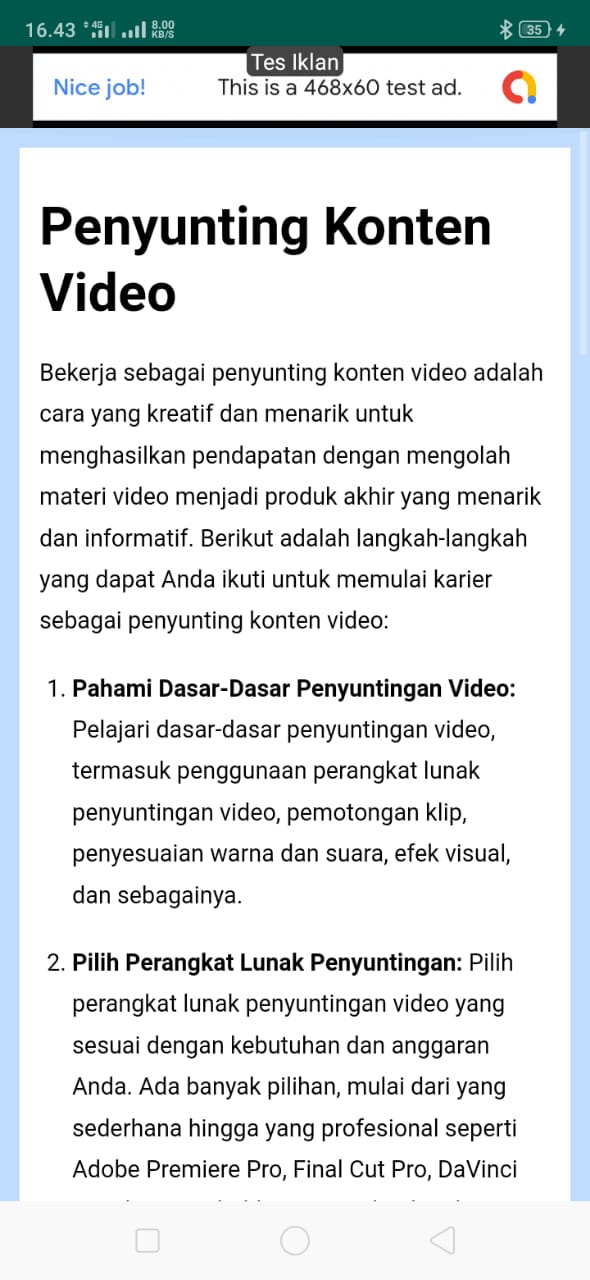 16.43 4G 8.00 KB/S 35
Tes Iklan
Nice job! This is a 468x60 test ad.
Penyunting Konten
Video
Bekerja sebagai penyunting konten video adalah
cara yang kreatif dan menarik untuk
menghasilkan pendapatan dengan mengolah
materi video menjadi produk akhir yang menarik
dan informatif. Berikut adalah langkah-langkah
yang dapat Anda ikuti untuk memulai karier
sebagai penyunting konten video:
1. Pahami Dasar-Dasar Penyuntingan Video:
Pelajari dasar-dasar penyuntingan video,
termasuk penggunaan perangkat lunak
penyuntingan video, pemotongan klip,
penyesuaian warna dan suara, efek visual,
dan sebagainya.
2. Pilih Perangkat Lunak Penyuntingan: Pilih
perangkat lunak penyuntingan video yang
sesuai dengan kebutuhan dan anggaran
Anda. Ada banyak pilihan, mulai dari yang
sederhana hingga yang profesional seperti
Adobe Premiere Pro, Final Cut Pro, DaVinci